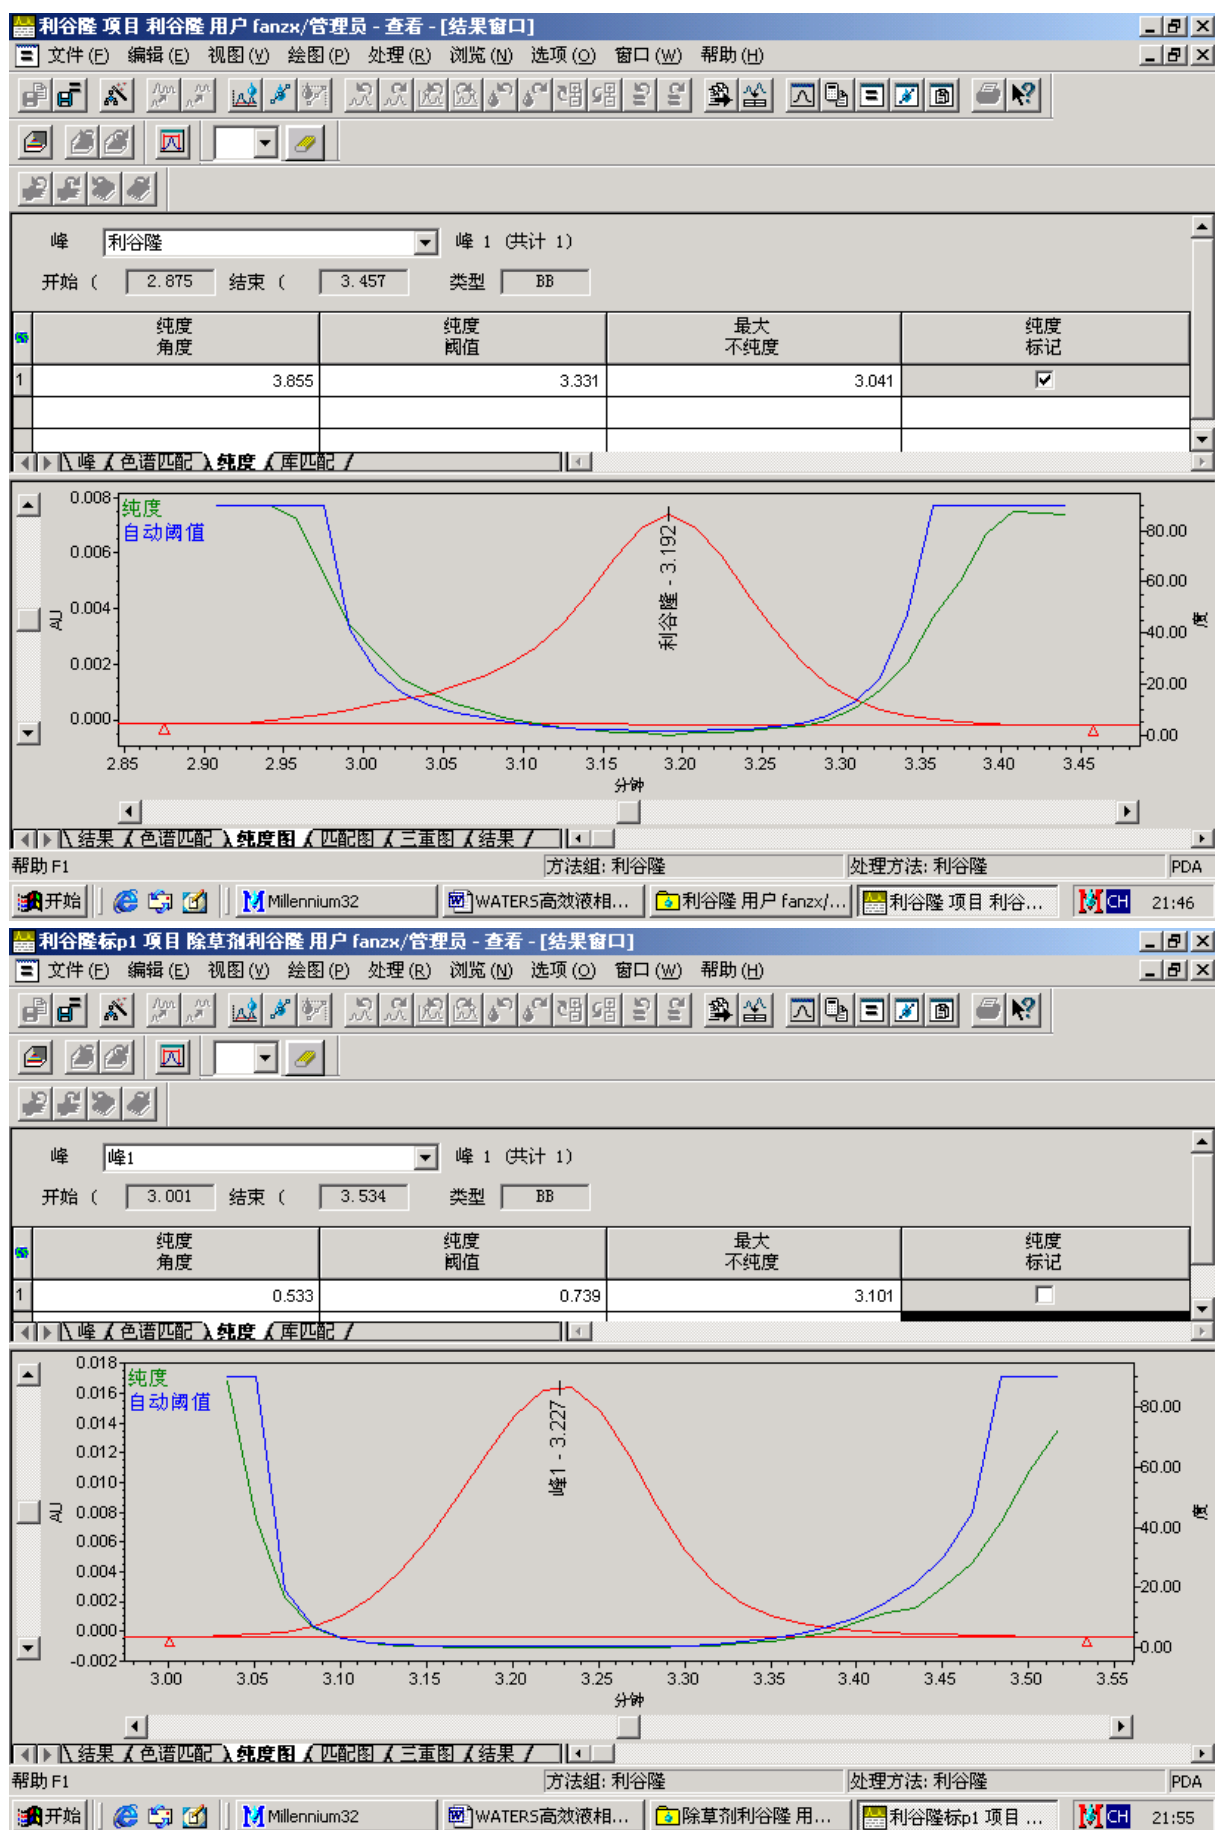 利谷隆 项目 利谷隆 用户 fanzx/管理员 - 查看 - [结果窗口]
文件(F) 编辑(E) 视图(V) 绘图(P) 处理(R) 浏览(N) 选项(O) 窗口(W) 帮助(H)
峰 利谷隆 峰 1 (共计 1)
开始 ( 2.875 结束 ( 3.457 类型 BB
纯度 纯度 最大 纯度
角度 阈值 不纯度 标记
1 3.855 3.331 3.041
峰 色谱匹配 纯度 库匹配
纯度
自动阈值
0.008
0.006
0.004
0.002
0.000
AU
利谷隆 - 3.192
80.00
60.00
40.00
20.00
0.00
度
2.85 2.90 2.95 3.00 3.05 3.10 3.15 3.20 3.25 3.30 3.35 3.40 3.45
分钟
结果 色谱匹配 纯度图 匹配图 三重图 结果
帮助 F1 方法组: 利谷隆 处理方法: 利谷隆 PDA
开始 Millennium32 WATERS高效液相... 利谷隆 用户 fanzx/... 利谷隆 项目 利谷... CH 21:46
利谷隆标p1 项目 除草剂利谷隆 用户 fanzx/管理员 - 查看 - [结果窗口]
文件(F) 编辑(E) 视图(V) 绘图(P) 处理(R) 浏览(N) 选项(O) 窗口(W) 帮助(H)
峰 峰1 峰 1 (共计 1)
开始 ( 3.001 结束 ( 3.534 类型 BB
纯度 纯度 最大 纯度
角度 阈值 不纯度 标记
1 0.533 0.739 3.101
峰 色谱匹配 纯度 库匹配
纯度
自动阈值
0.018
0.016
0.014
0.012
0.010
0.008
0.006
0.004
0.002
0.000
-0.002
AU
峰1 - 3.227
80.00
60.00
40.00
20.00
0.00
度
3.00 3.05 3.10 3.15 3.20 3.25 3.30 3.35 3.40 3.45 3.50 3.55
分钟
结果 色谱匹配 纯度图 匹配图 三重图 结果
帮助 F1 方法组: 利谷隆 处理方法: 利谷隆 PDA
开始 Millennium32 WATERS高效液相... 除草剂利谷隆 用... 利谷隆标p1 项目 ... CH 21:55